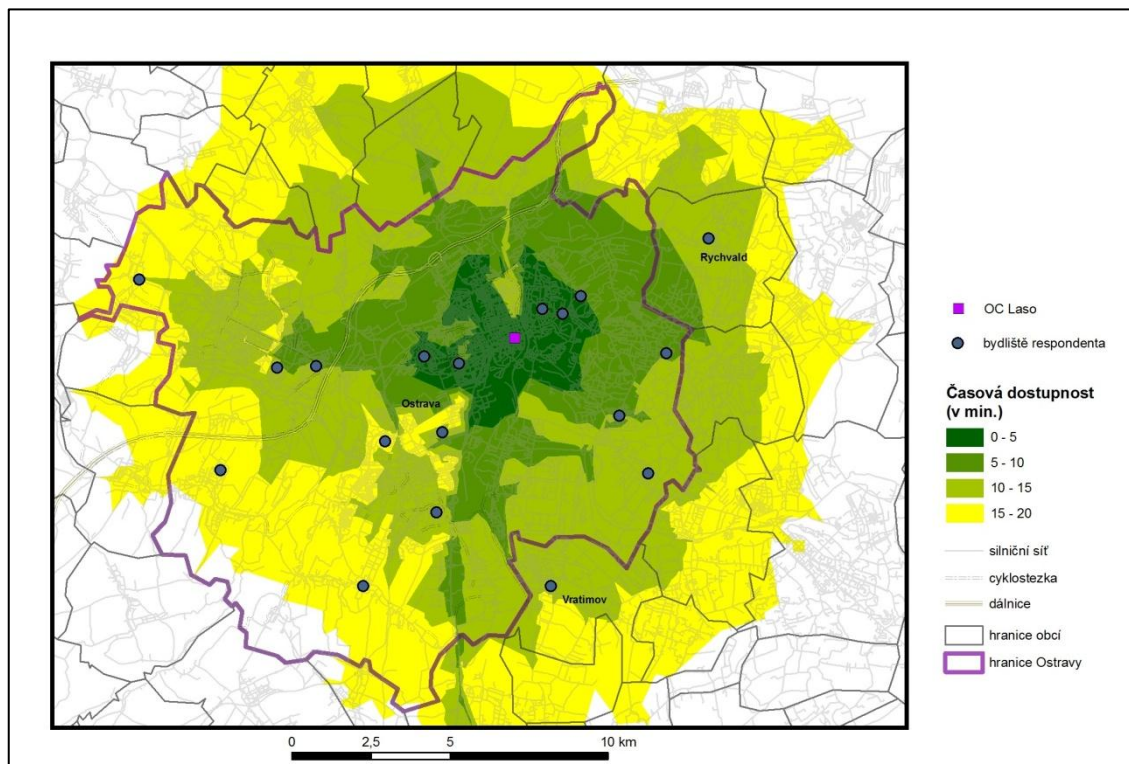 Rychvald
Ostrava
Vratimov
OC Laso
bydliště respondenta
Časová dostupnost
(v min.)
0 - 5
5 - 10
10 - 15
15 - 20
silniční síť
cyklostezka
dálnice
hranice obcí
hranice Ostravy
0 2,5 5 10 km